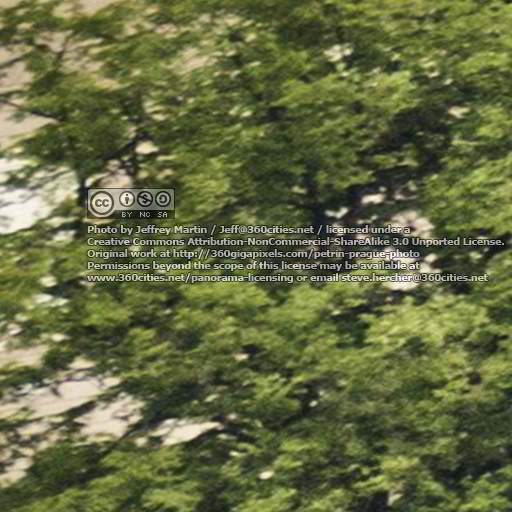 cc
BY NC SA
Photo by Jeffrey Martin / Jeff@360cities.net / licensed under a
Creative Commons Attribution-NonCommercial-ShareAlike 3.0 Unported License.
Original work at http://360gigapixels.com/petrin-prague-photo
Permissions beyond the scope of this license may be available at
www.360cities.net/panorama-licensing or email steve.hercher@360cities.net